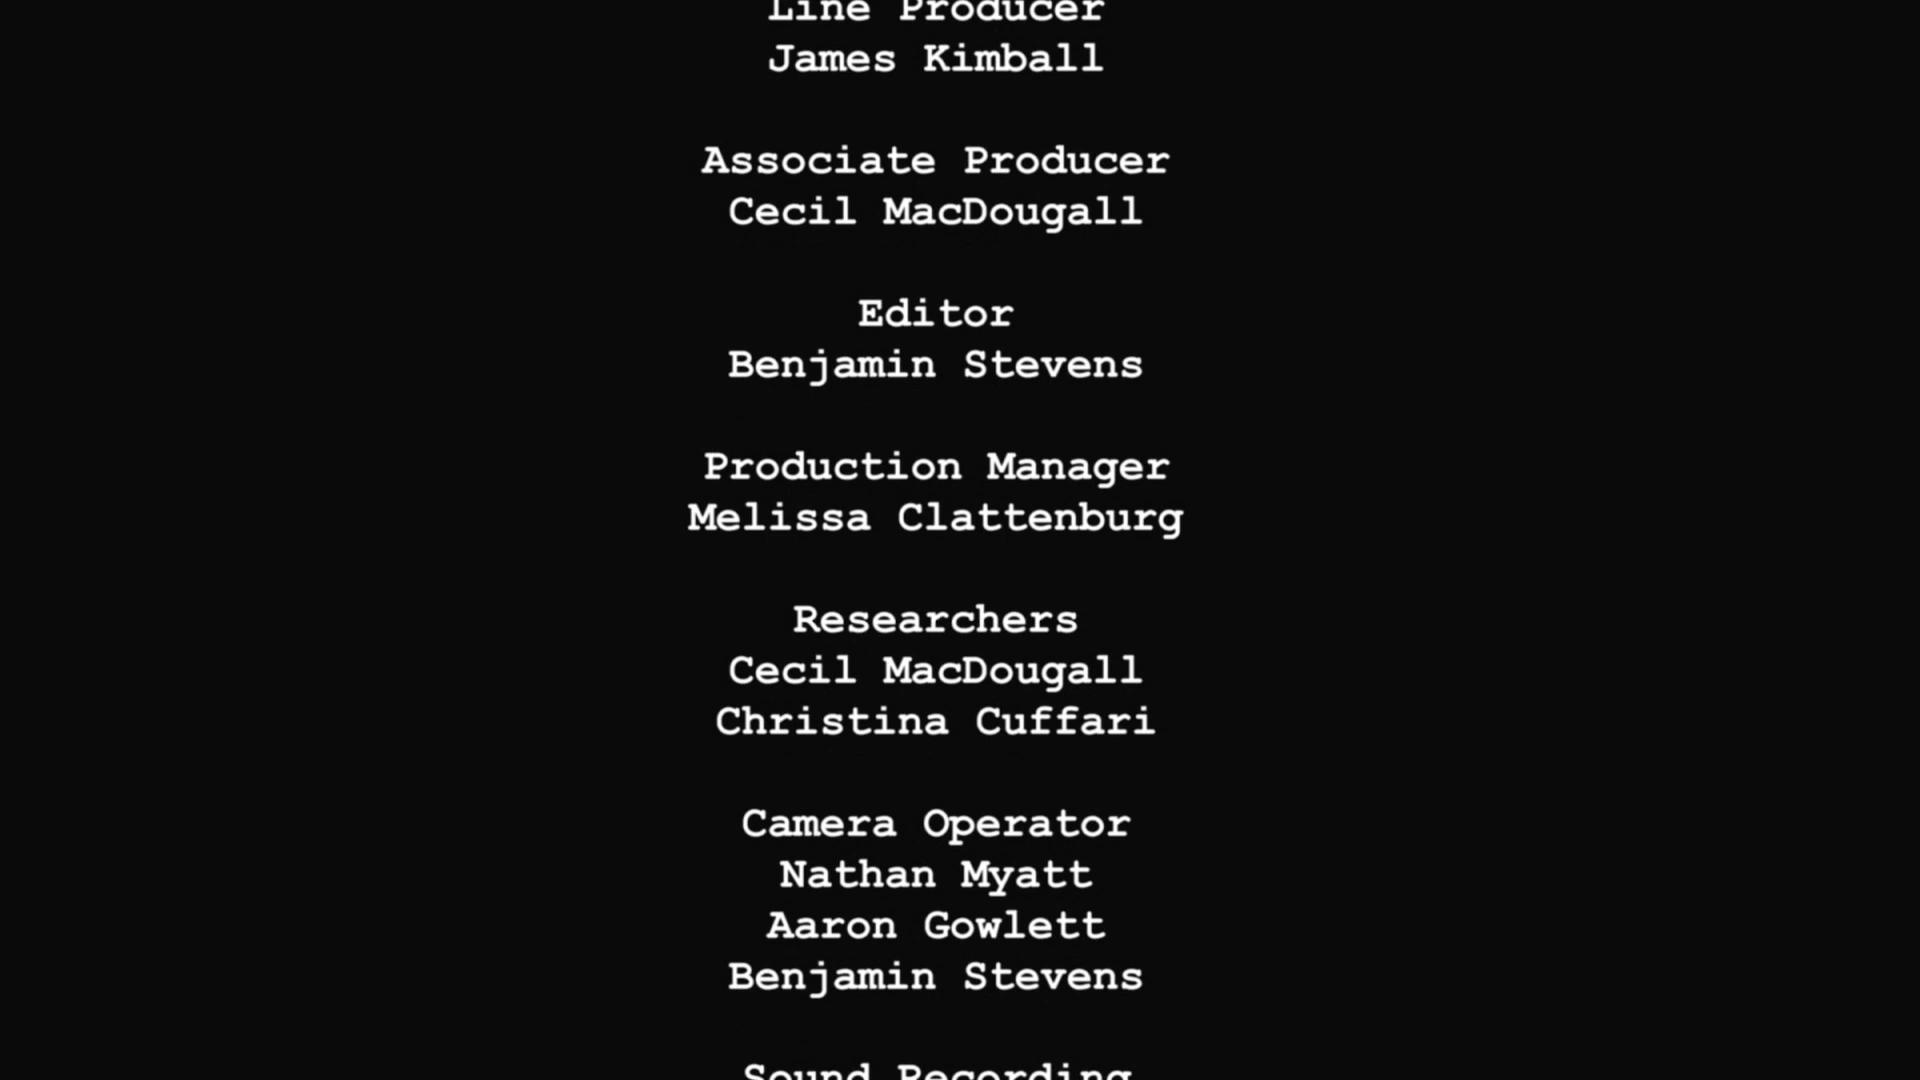 Line Producer
James Kimball
Associate Producer
Cecil MacDougall
Editor
Benjamin Stevens
Production Manager
Melissa Clattenburg
Researchers
Cecil MacDougall
Christina Cuffari
Camera Operator
Nathan Myatt
Aaron Gowlett
Benjamin Stevens
Sound Recording